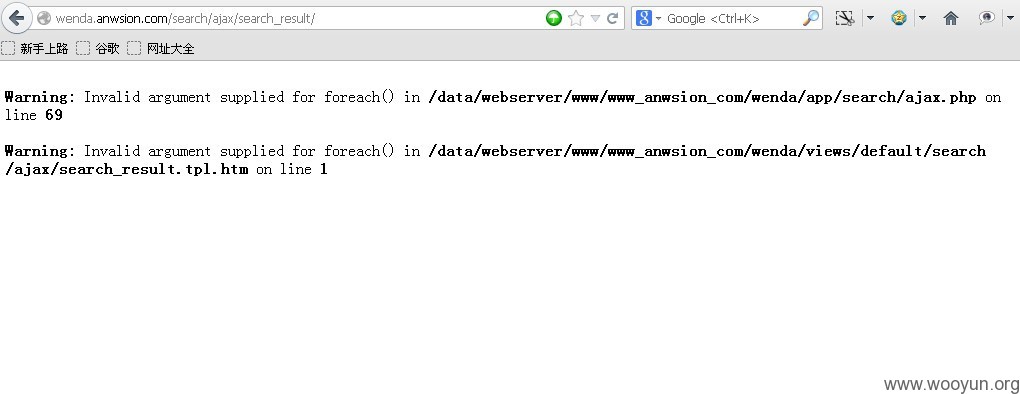 wenda.anwsion.com/search/ajax/search_result/
Google <Ctrl+K>
新手上路 谷歌 网址大全
Warning: Invalid argument supplied for foreach() in /data/webserver/www/www_anwsion_com/wenda/app/search/ajax.php on
line 69
Warning: Invalid argument supplied for foreach() in /data/webserver/www/www_anwsion_com/wenda/views/default/search
/ajax/search_result.tpl.htm on line 1
www.wooyun.org